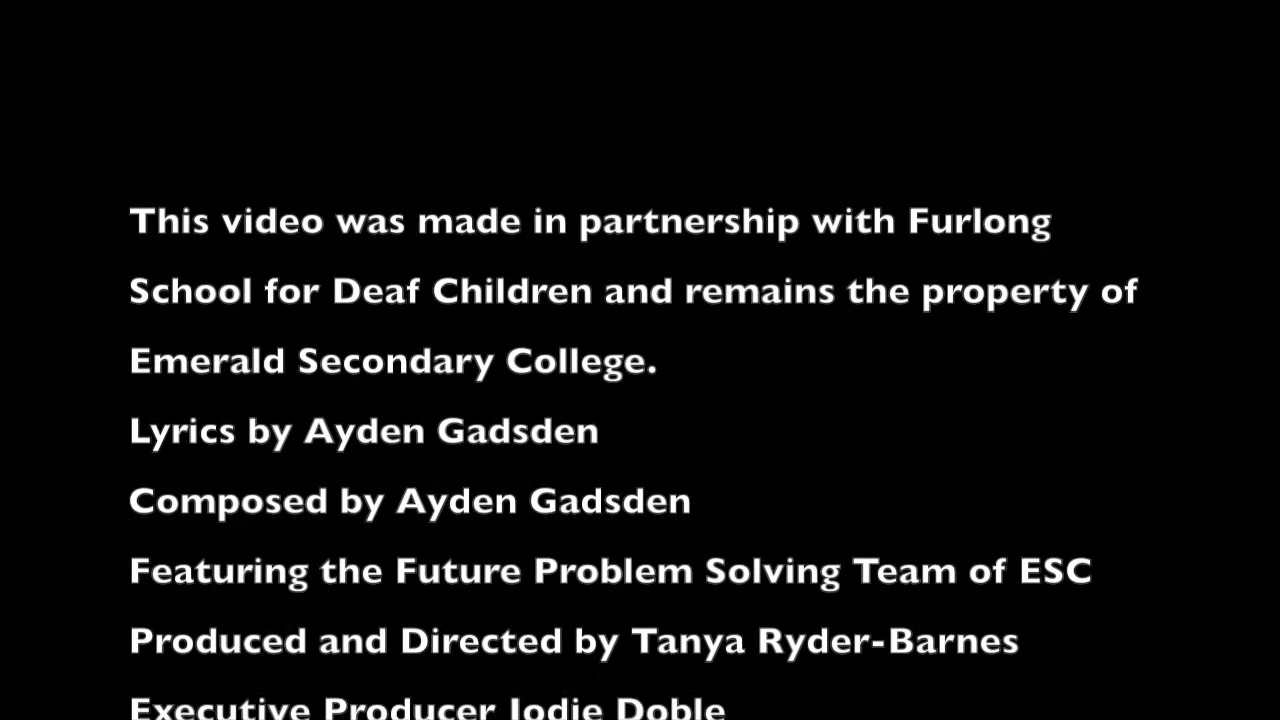 This video was made in partnership with Furlong
School for Deaf Children and remains the property of
Emerald Secondary College.
Lyrics by Ayden Gadsden
Composed by Ayden Gadsden
Featuring the Future Problem Solving Team of ESC
Produced and Directed by Tanya Ryder-Barnes
Executive Producer Jodie Doble